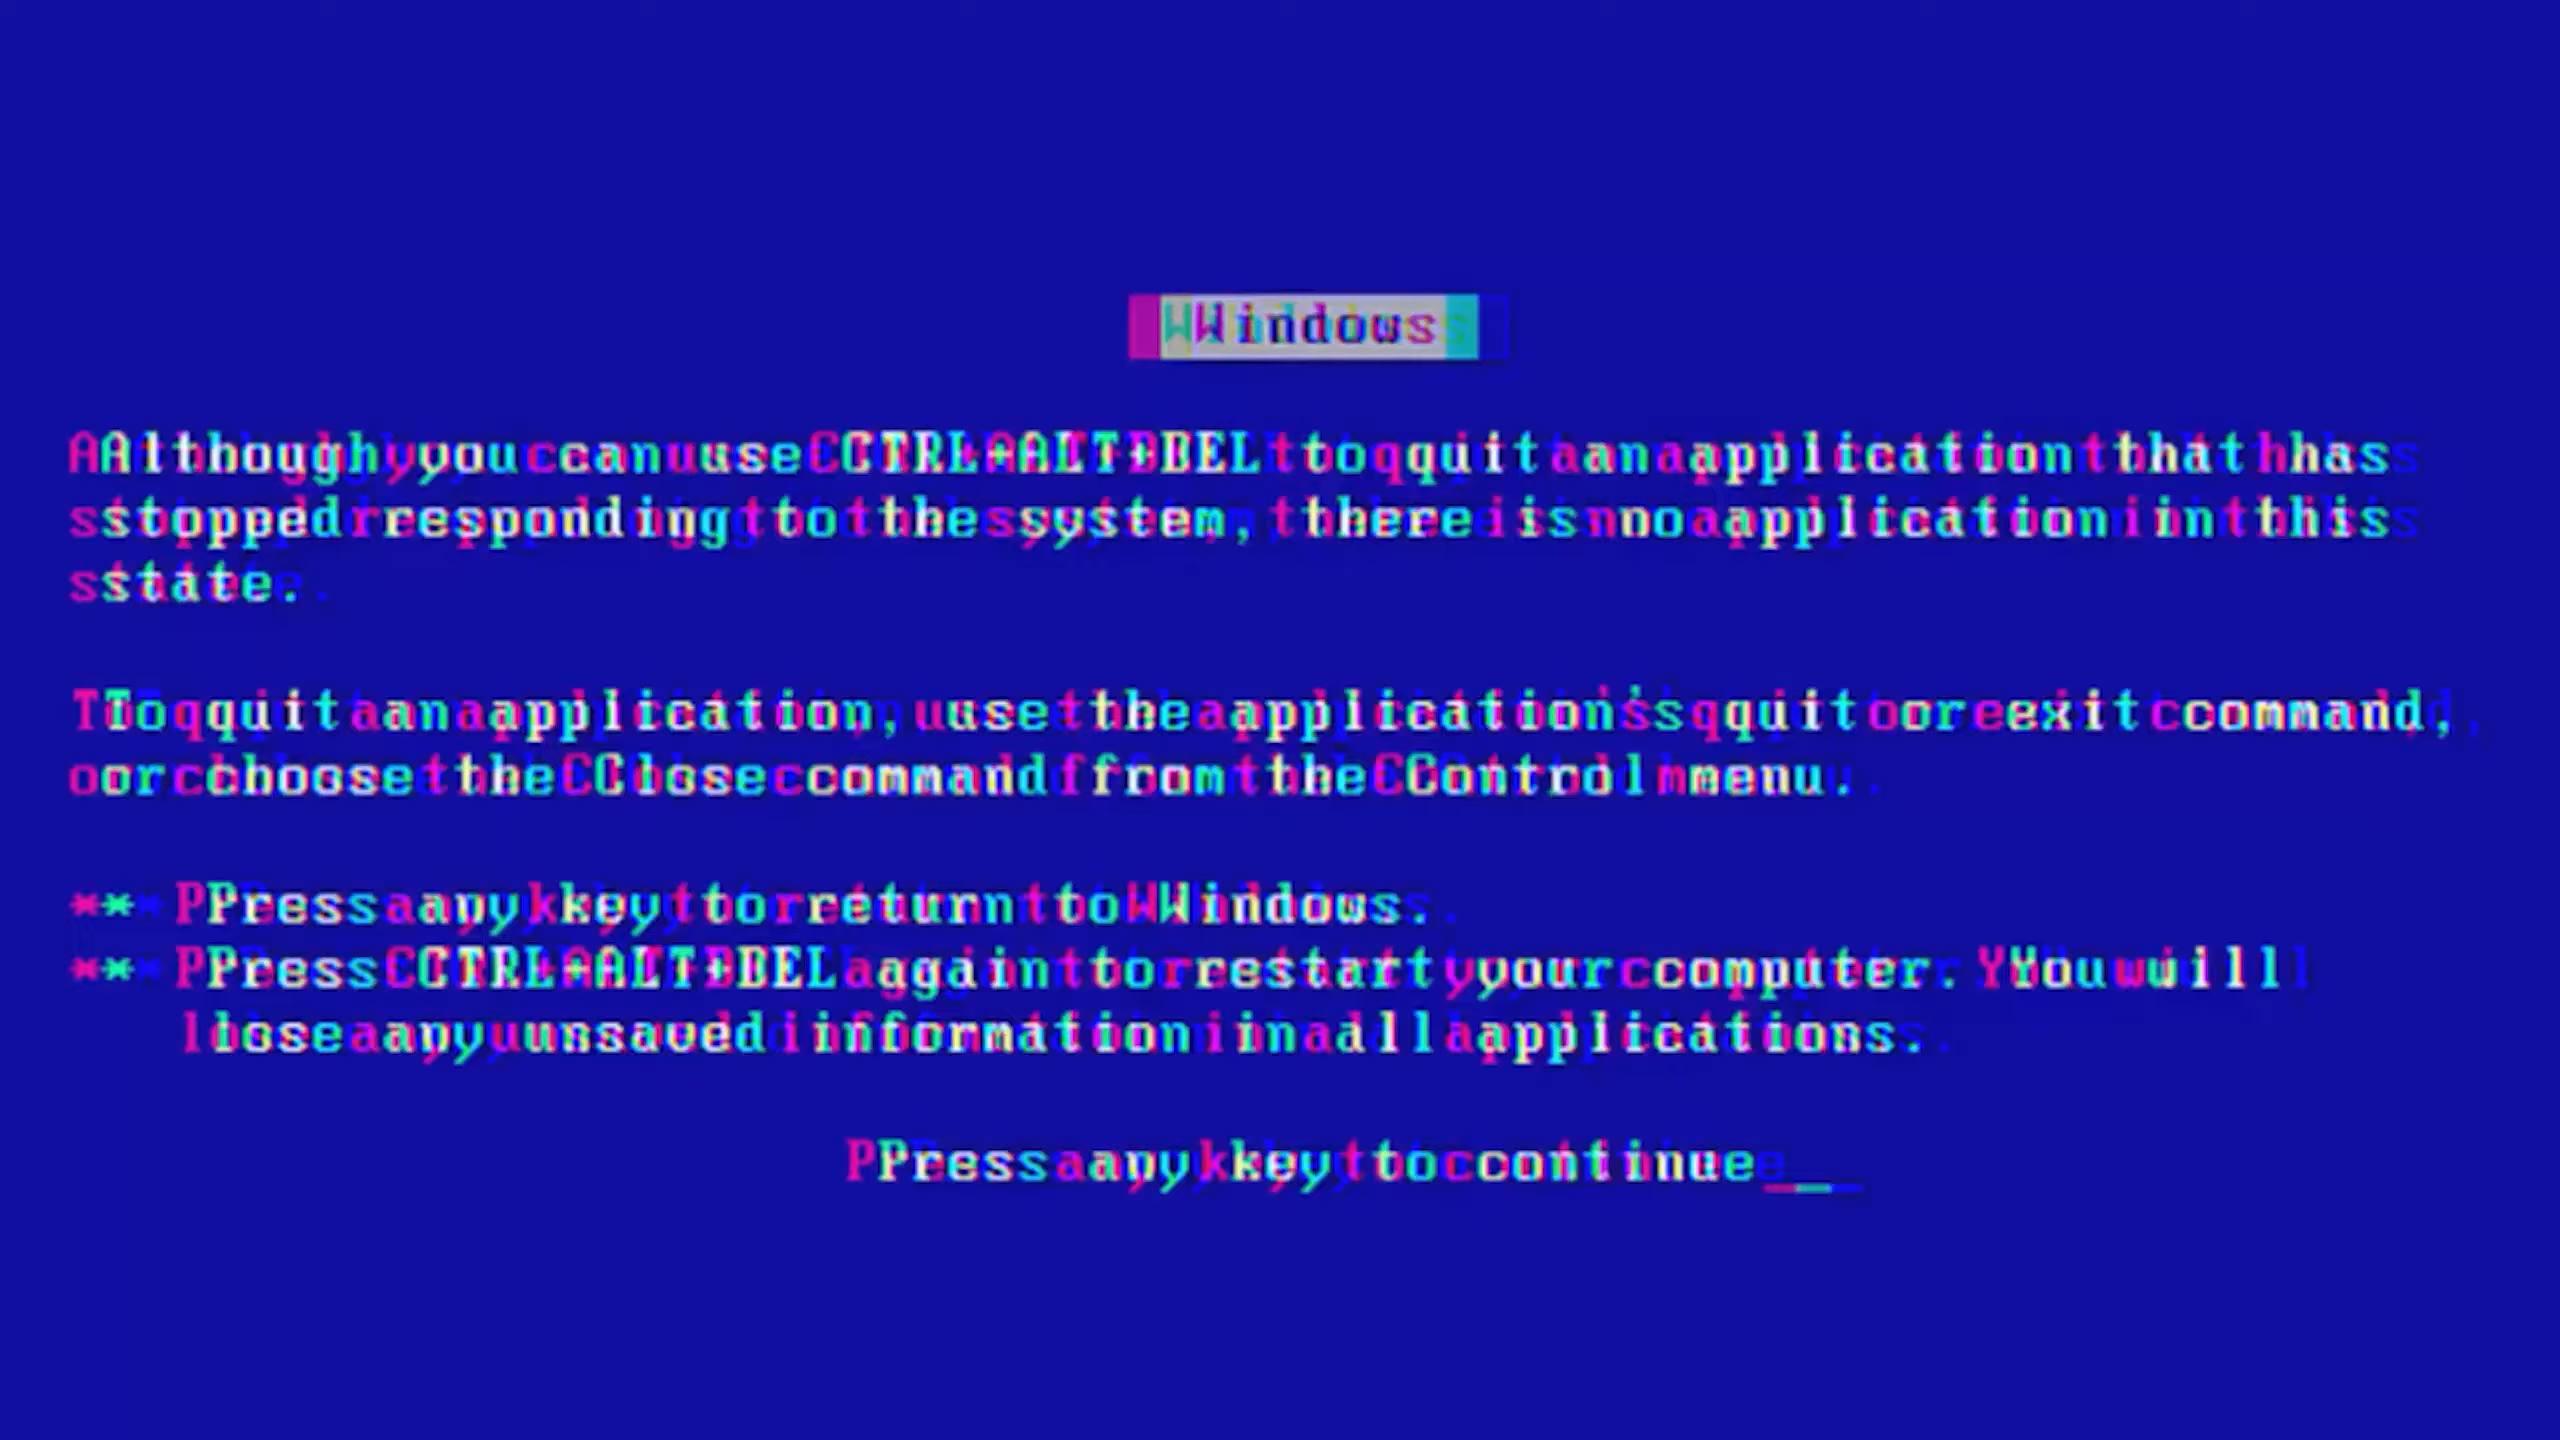 Windows
Although you can use CTRL+ALT+DEL to quit an application that has
stopped responding to the system, there is no application in this
state.
To quit an application, use the application's quit or exit command,
or choose the Close command from the Control menu.
* Press any key to return to Windows.
* Press CTRL+ALT+DEL again to restart your computer. You will
lose any unsaved information in all applications.
Press any key to continue_